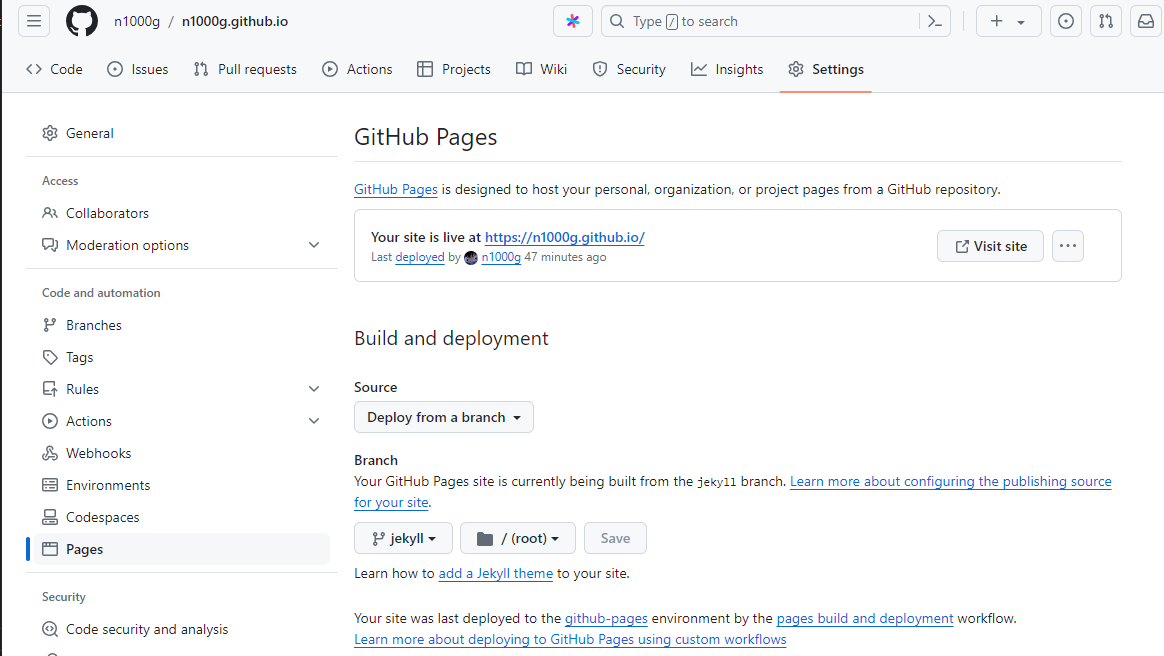 n1000g / n1000g.github.io
Type / to search
Code Issues Pull requests Actions Projects Wiki Security Insights Settings
General
Access
Collaborators
Moderation options
Code and automation
Branches
Tags
Rules
Actions
Webhooks
Environments
Codespaces
Pages
Security
Code security and analysis
GitHub Pages
GitHub Pages is designed to host your personal, organization, or project pages from a GitHub repository.
Your site is live at https://n1000g.github.io/
Last deployed by n1000g 47 minutes ago
Visit site
Build and deployment
Source
Deploy from a branch
Branch
Your GitHub Pages site is currently being built from the jekyll branch. Learn more about configuring the publishing source
for your site.
jekyll / (root) Save
Learn how to add a Jekyll theme to your site.
Your site was last deployed to the github-pages environment by the pages build and deployment workflow.
Learn more about deploying to GitHub Pages using custom workflows